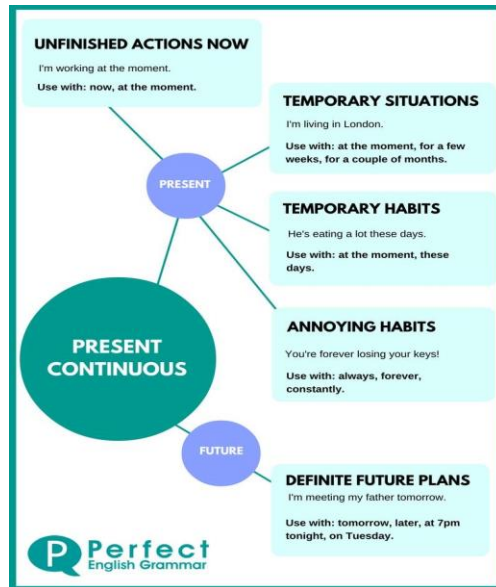 UNFINISHED ACTIONS NOW
I'm working at the moment.
Use with: now, at the moment.
TEMPORARY SITUATIONS
I'm living in London.
Use with: at the moment, for a few
weeks, for a couple of months.
PRESENT
TEMPORARY HABITS
He's eating a lot these days.
Use with: at the moment, these
days.
PRESENT
CONTINUOUS
ANNOYING HABITS
You're forever losing your keys!
Use with: always, forever,
constantly.
FUTURE
DEFINITE FUTURE PLANS
I'm meeting my father tomorrow.
Use with: tomorrow, later, at 7pm
tonight, on Tuesday.
P Perfect
English Grammar